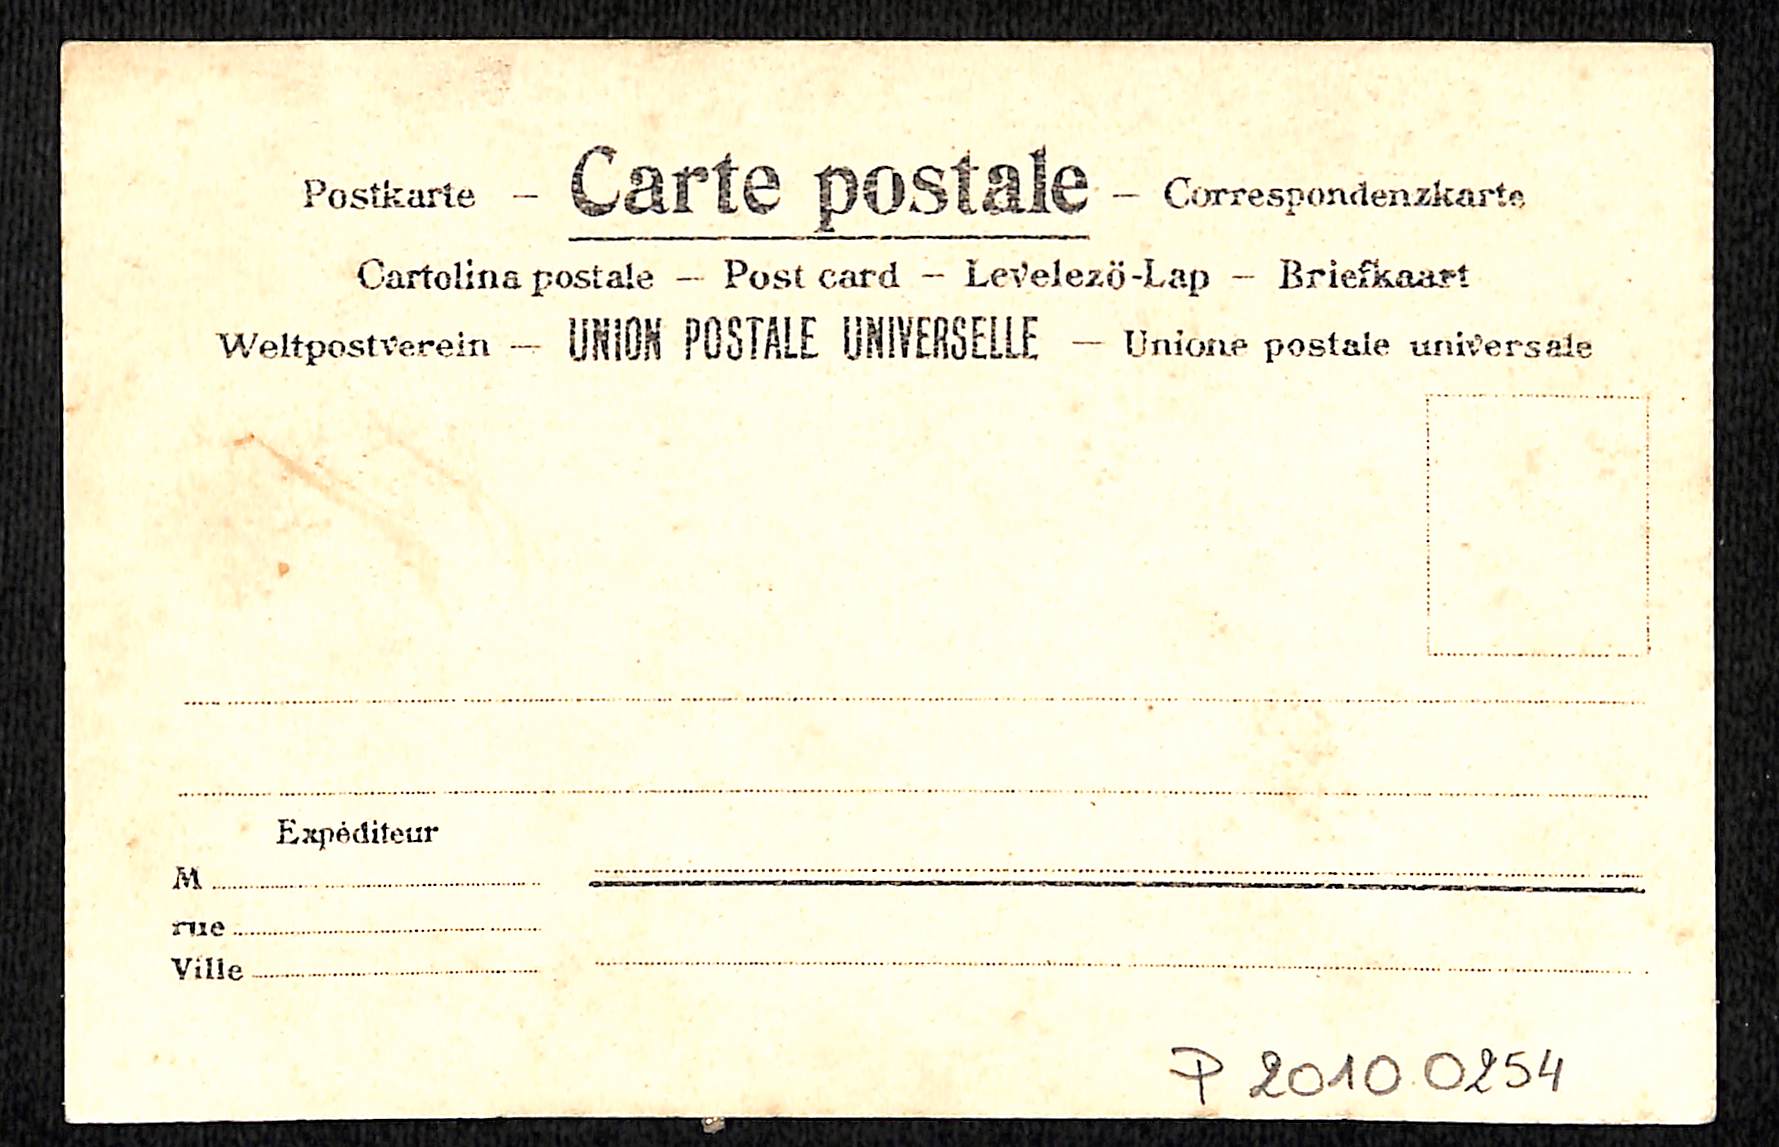 Postkarte – Carte postale – Correspondenzkarte
Cartolina postale – Post card – Levelezö-Lap – Briefkaart
Weltpostverein – UNION POSTALE UNIVERSELLE – Unione postale universale
Expéditeur
M
rue
Ville
P 2010 0254